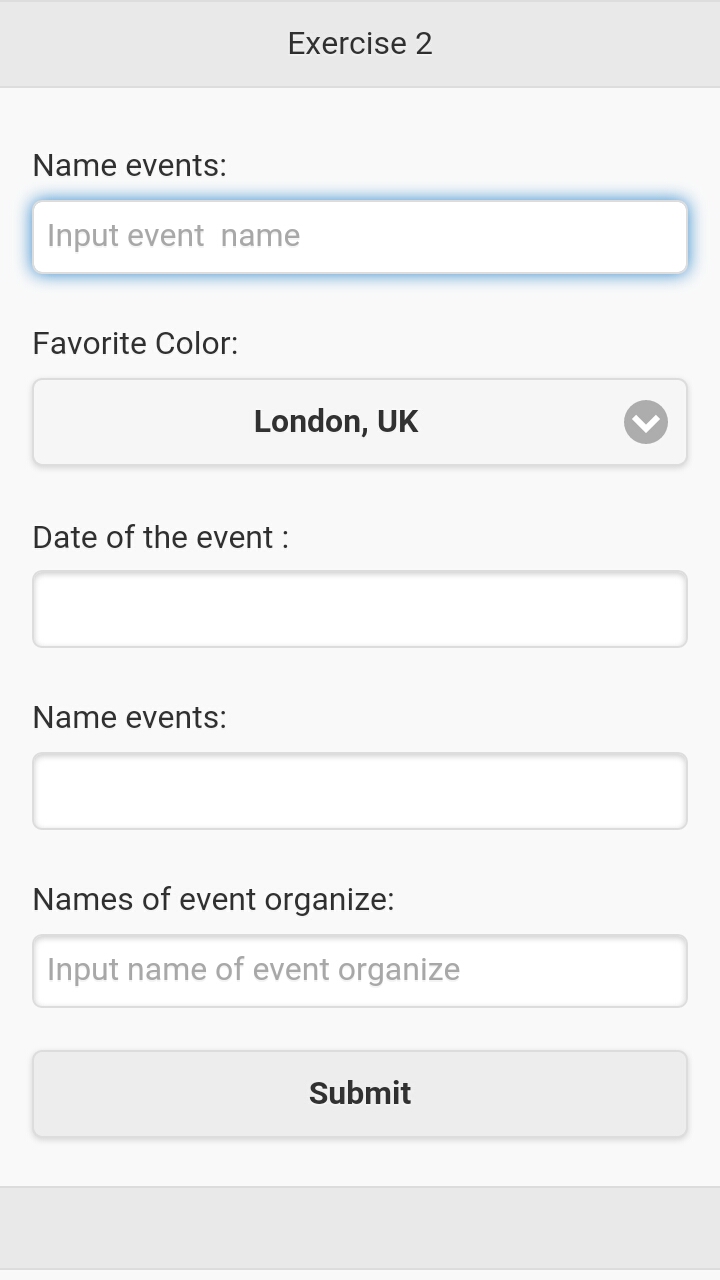 Exercise 2
Name events:
Input event  name
Favorite Color:
London, UK
Date of the event :
Name events:
Names of event organize:
Input name of event organize
Submit